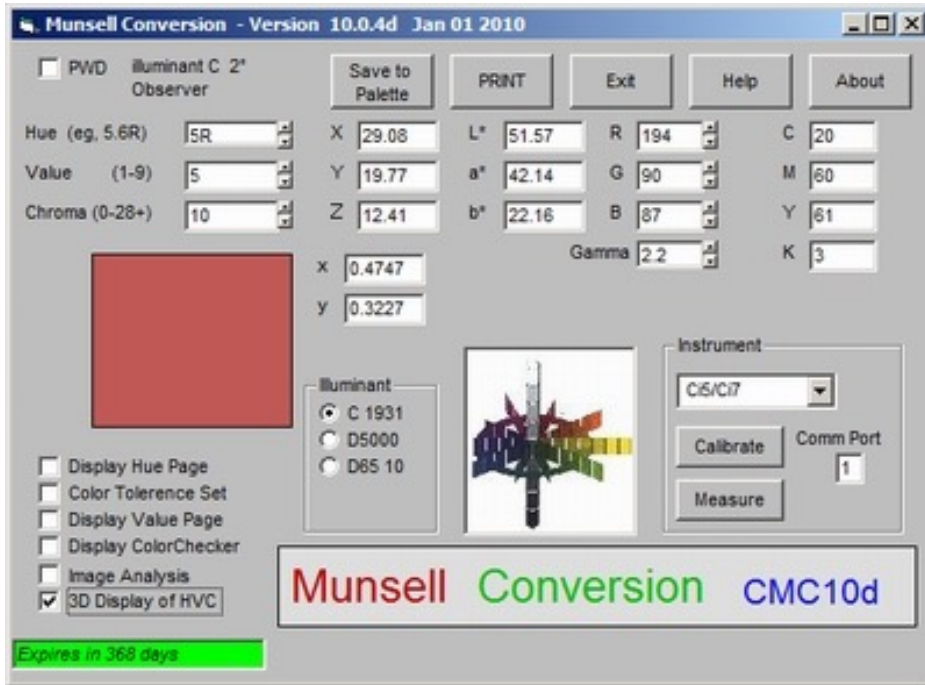 Munsell Conversion - Version 10.0.4d Jan 01 2010
PWD
illuminant C 2°
Observer
Save to
Palette
PRINT
Exit
Help
About
Hue (eg, 5.6R) 5R
X 29.08
L* 51.57
R 194
C 20
Value (1-9) 5
Y 19.77
a* 42.14
G 90
M 60
Chroma (0-28+) 10
Z 12.41
b* 22.16
B 87
Y 61
x 0.4747
Gamma 2.2
K 3
y 0.3227
Illuminant
C 1931
D5000
D65 10
Instrument
Ci5/Ci7
Calibrate
Comm Port
1
Measure
Display Hue Page
Color Tolerence Set
Display Value Page
Display ColorChecker
Image Analysis
3D Display of HVC
Munsell Conversion CMC10d
Expires in 368 days